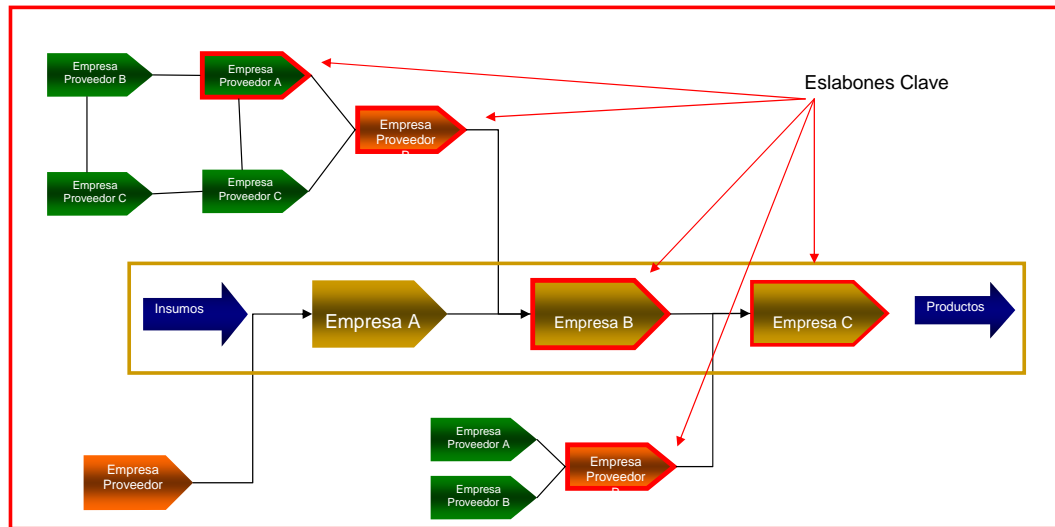 Empresa
Proveedor B
Empresa
Proveedor A
Eslabones Clave
Empresa
Proveedor
Empresa
Proveedor C
Empresa
Proveedor C
Insumos
Empresa A
Empresa B
Empresa C
Productos
Empresa
Proveedor A
Empresa
Proveedor
Empresa
Proveedor
Empresa
Proveedor B